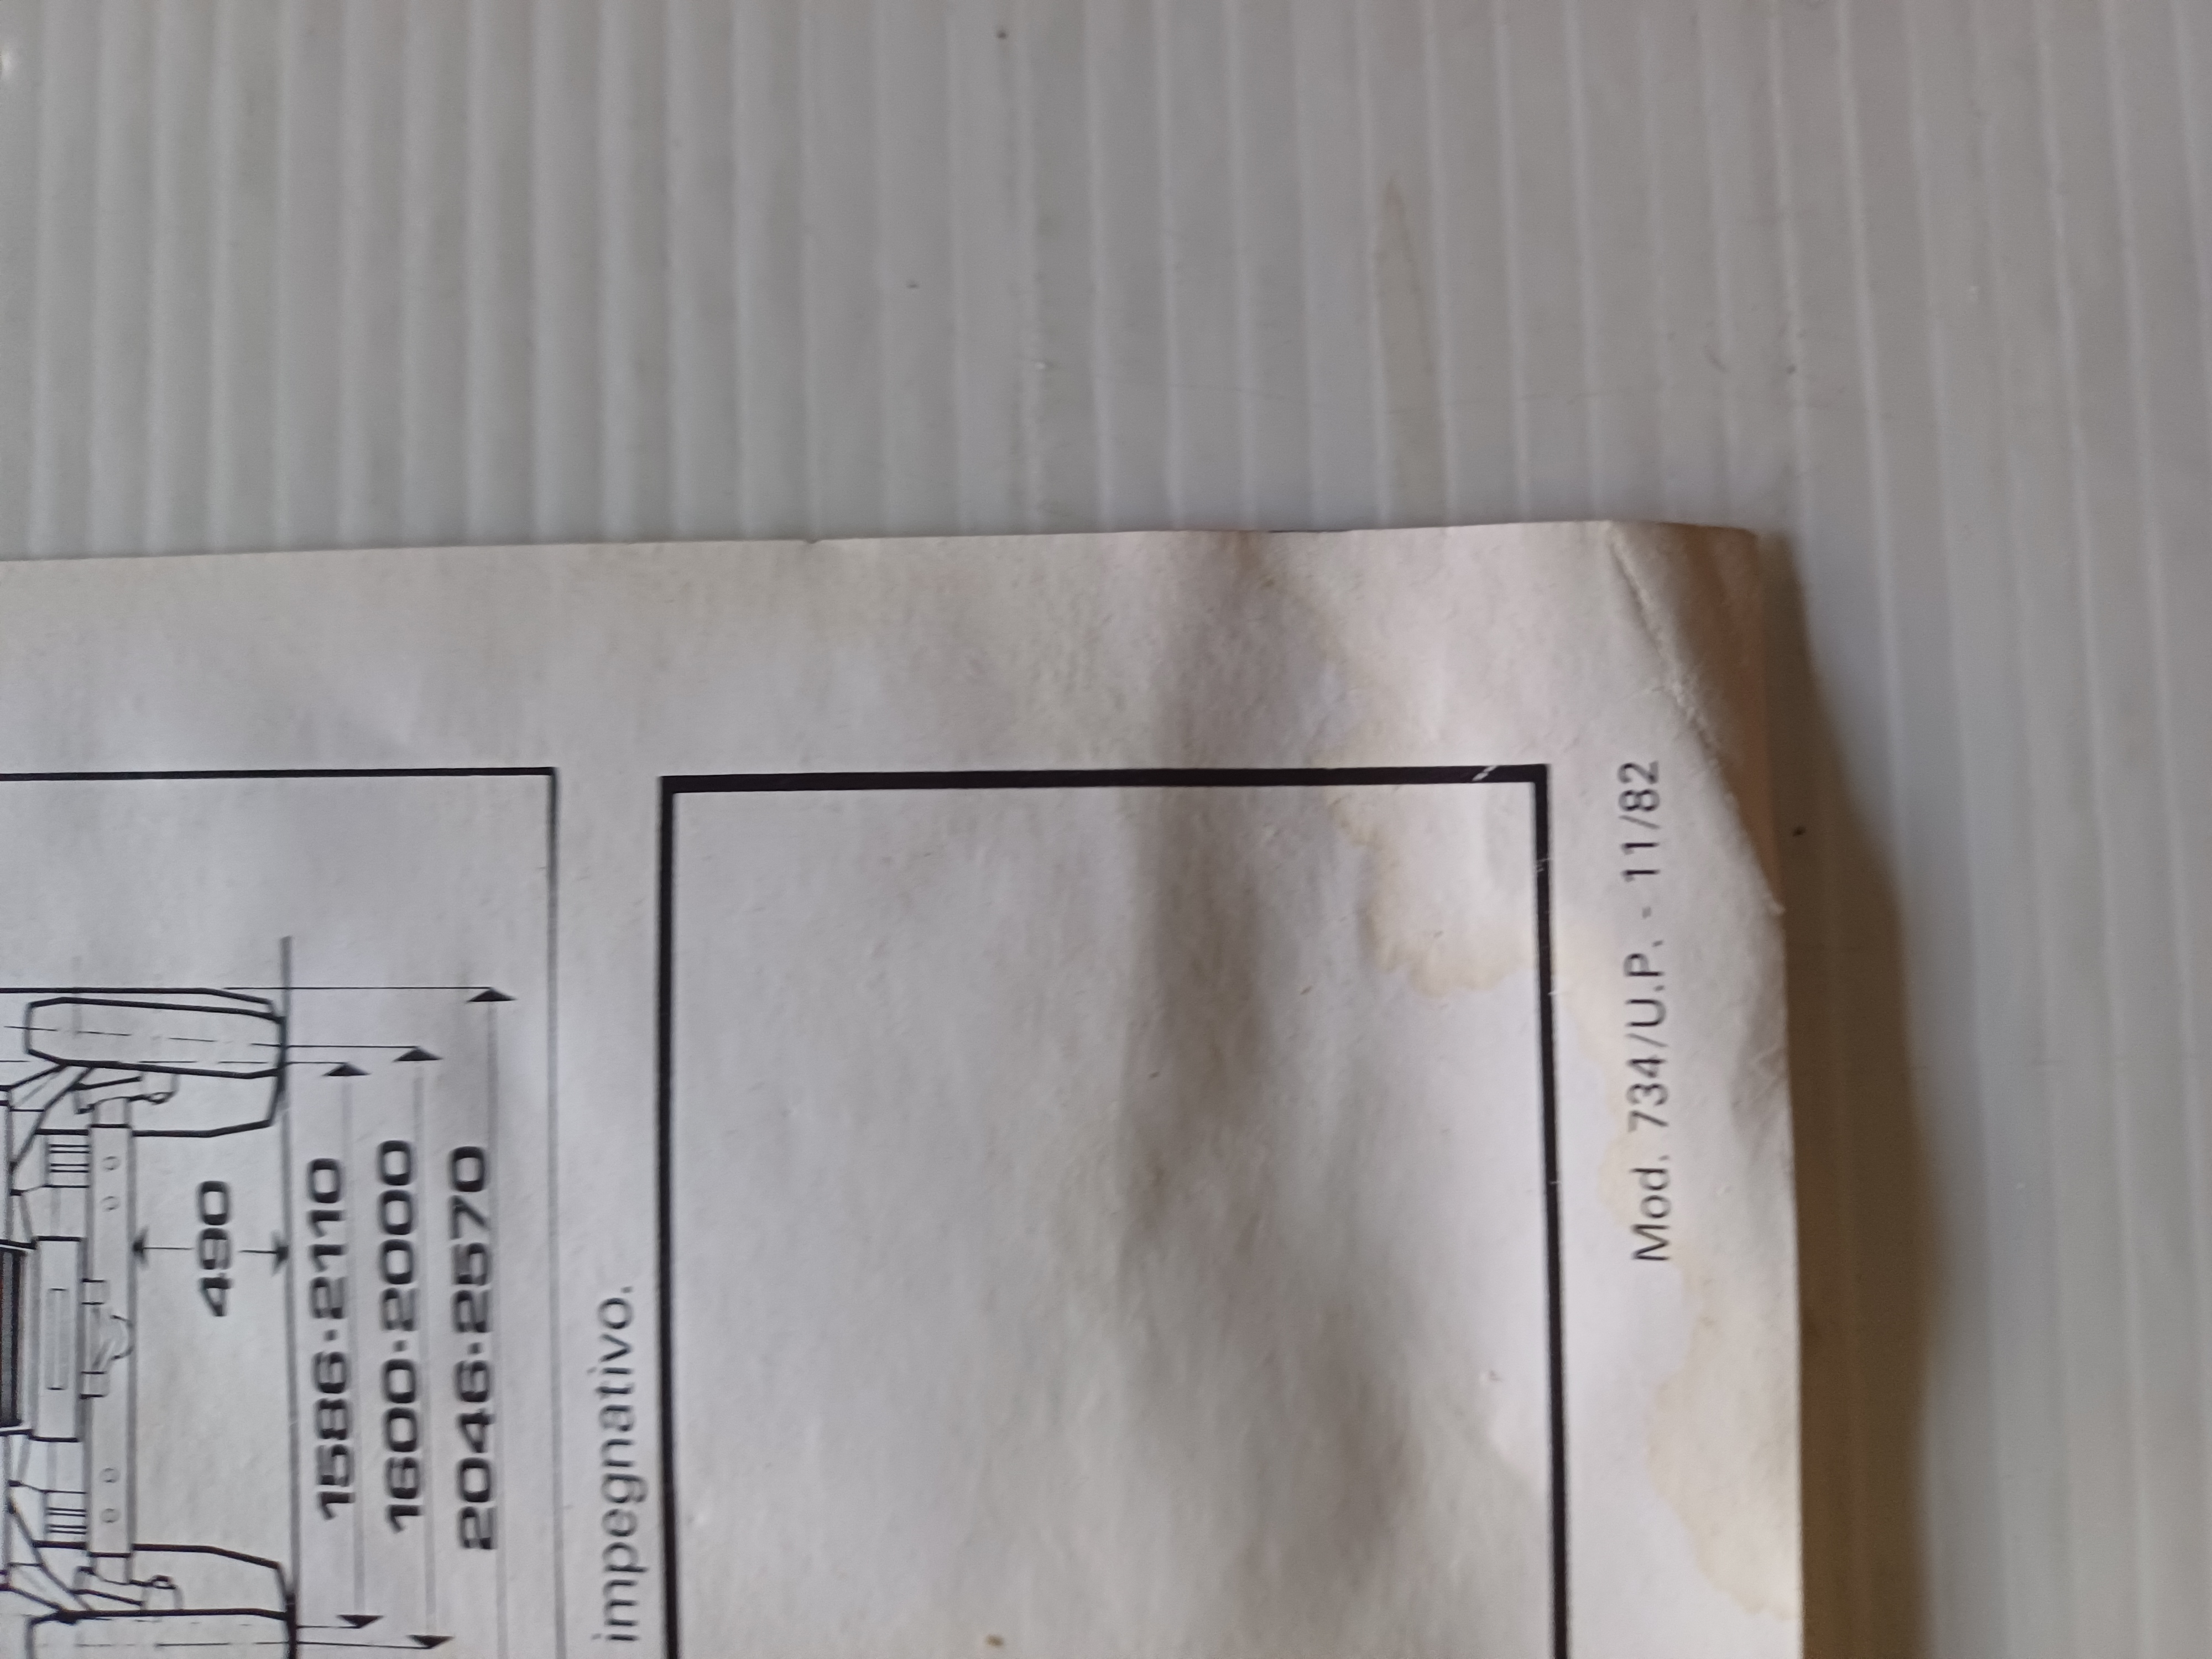 490
1586·2110
1600·2000
2046·2570
impegnativo.
Mod. 734/U.P. - 11/82